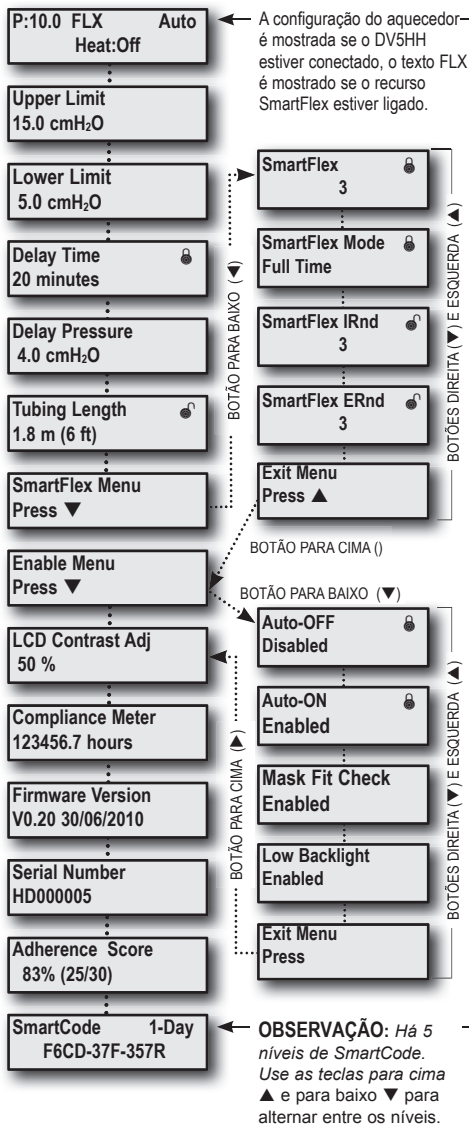 P:10.0 FLX Auto
Heat:Off
A configuração do aquecedor
é mostrada se o DV5HH
estiver conectado, o texto FLX
é mostrado se o recurso
SmartFlex estiver ligado.
Upper Limit
15.0 cmH₂O
Lower Limit
5.0 cmH₂O
Delay Time
20 minutes
Delay Pressure
4.0 cmH₂O
Tubing Length
1.8 m (6 ft)
SmartFlex Menu
Press ▼
BOTÃO PARA BAIXO (▼)
SmartFlex
3
SmartFlex Mode
Full Time
SmartFlex IRnd
3
SmartFlex ERnd
3
Exit Menu
Press ▲
BOTÕES DIREITA (▼) E ESQUERDA (▲)
BOTÃO PARA CIMA ()
Enable Menu
Press ▼
BOTÃO PARA BAIXO (▼)
LCD Contrast Adj
50 %
Compliance Meter
123456.7 hours
Firmware Version
V0.20 30/06/2010
Serial Number
HD000005
Adherence Score
83% (25/30)
SmartCode 1-Day
F6CD-37F-357R
BOTÃO PARA CIMA (▲)
Auto-OFF
Disabled
Auto-ON
Enabled
Mask Fit Check
Enabled
Low Backlight
Enabled
Exit Menu
Press
BOTÕES DIREITA (▼) E ESQUERDA (▲)
OBSERVAÇÃO: Há 5
níveis de SmartCode.
Use as teclas para cima
▲ e para baixo ▼ para
alternar entre os níveis.